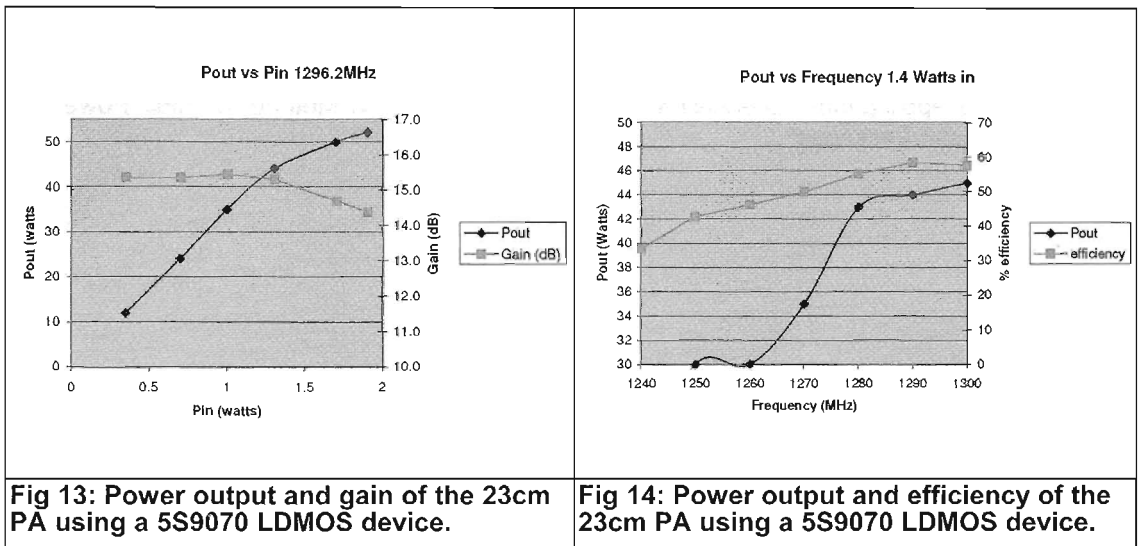 Pout vs Pin 1296.2MHz
Pout (watts
50
40
30
20
10
0
0
0.5
1
1.5
2
Pin (watts)
17.0
16.0
15.0
14.0
13.0
12.0
11.0
10.0
Gain (dB)
Pout
Gain (dB)
Fig 13: Power output and gain of the 23cm
PA using a 5S9070 LDMOS device.
Pout vs Frequency 1.4 Watts in
Pout (Watts)
50
48
46
44
42
40
38
36
34
32
30
1240
1250
1260
1270
1280
1290
1300
Frequency (MHz)
70
60
50
40
30
20
10
0
% efficiency
Pout
efficiency
Fig 14: Power output and efficiency of the
23cm PA using a 5S9070 LDMOS device.